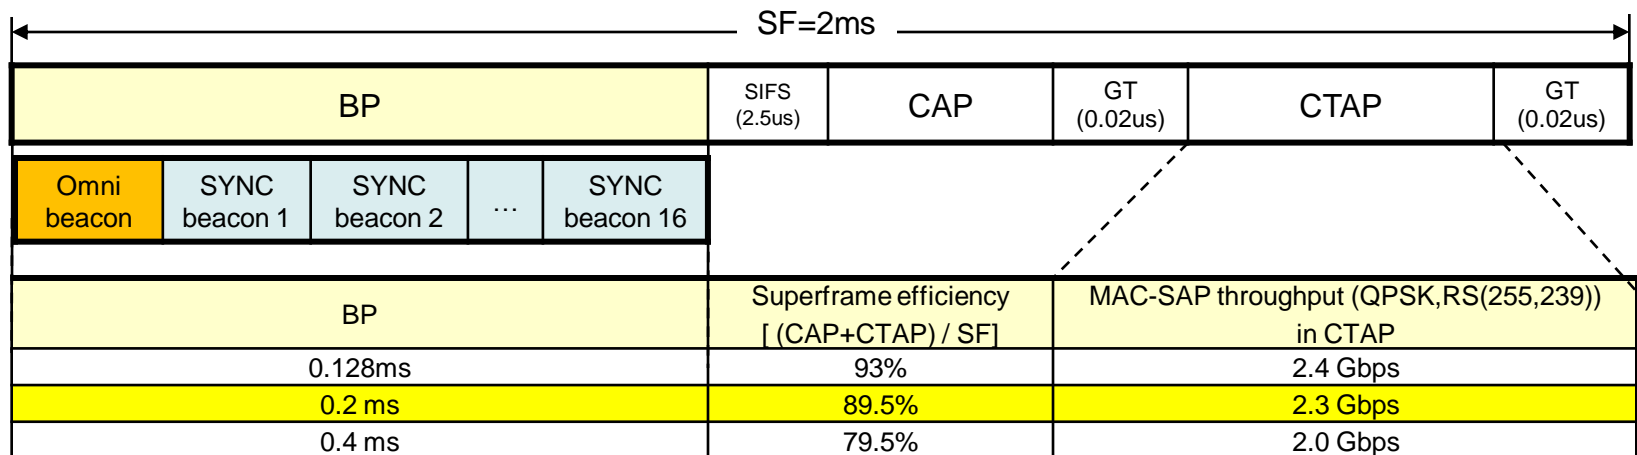 SF=2ms
BP
SIFS
(2.5us)
CAP
GT
(0.02us)
CTAP
GT
(0.02us)
Omni
beacon
SYNC
beacon 1
SYNC
beacon 2
…
SYNC
beacon 16
BP
Superframe efficiency
[ (CAP+CTAP) / SF]
MAC-SAP throughput (QPSK,RS(255,239))
in CTAP
0.128ms
93%
2.4 Gbps
0.2 ms
89.5%
2.3 Gbps
0.4 ms
79.5%
2.0 Gbps